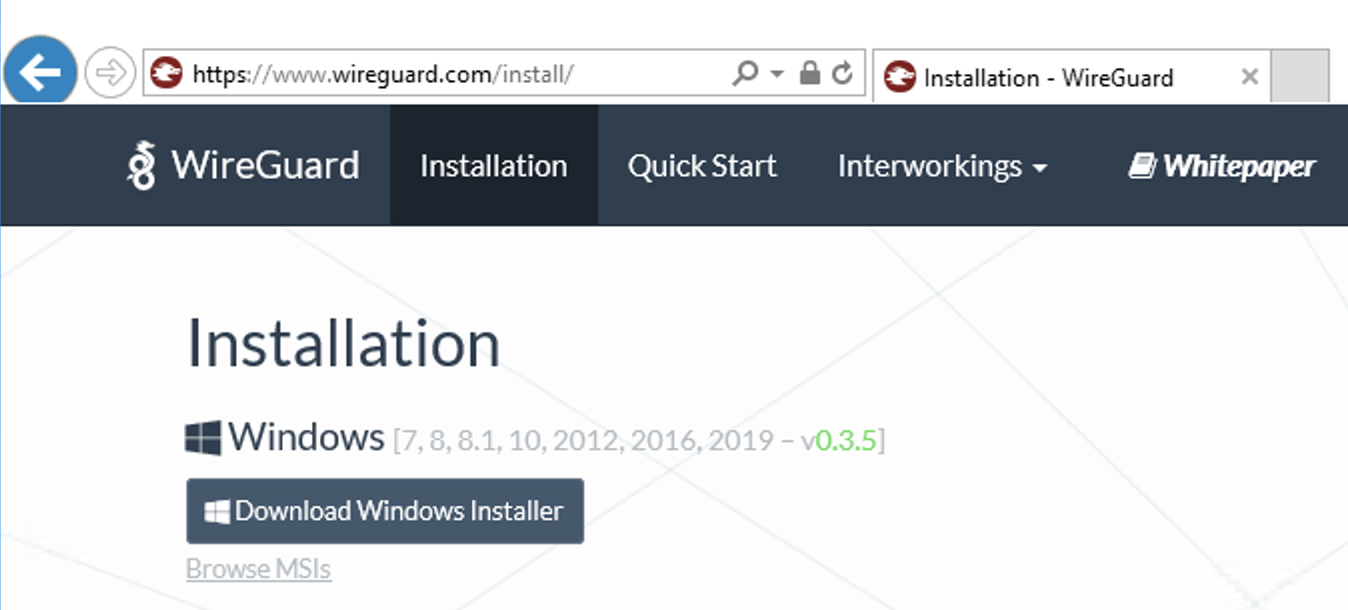 https://www.wireguard.com/install/ Installation - WireGuard
WireGuard Installation Quick Start Interworkings Whitepaper
Installation
Windows [7, 8, 8.1, 10, 2012, 2016, 2019 – v0.3.5]
Download Windows Installer
Browse MSIs